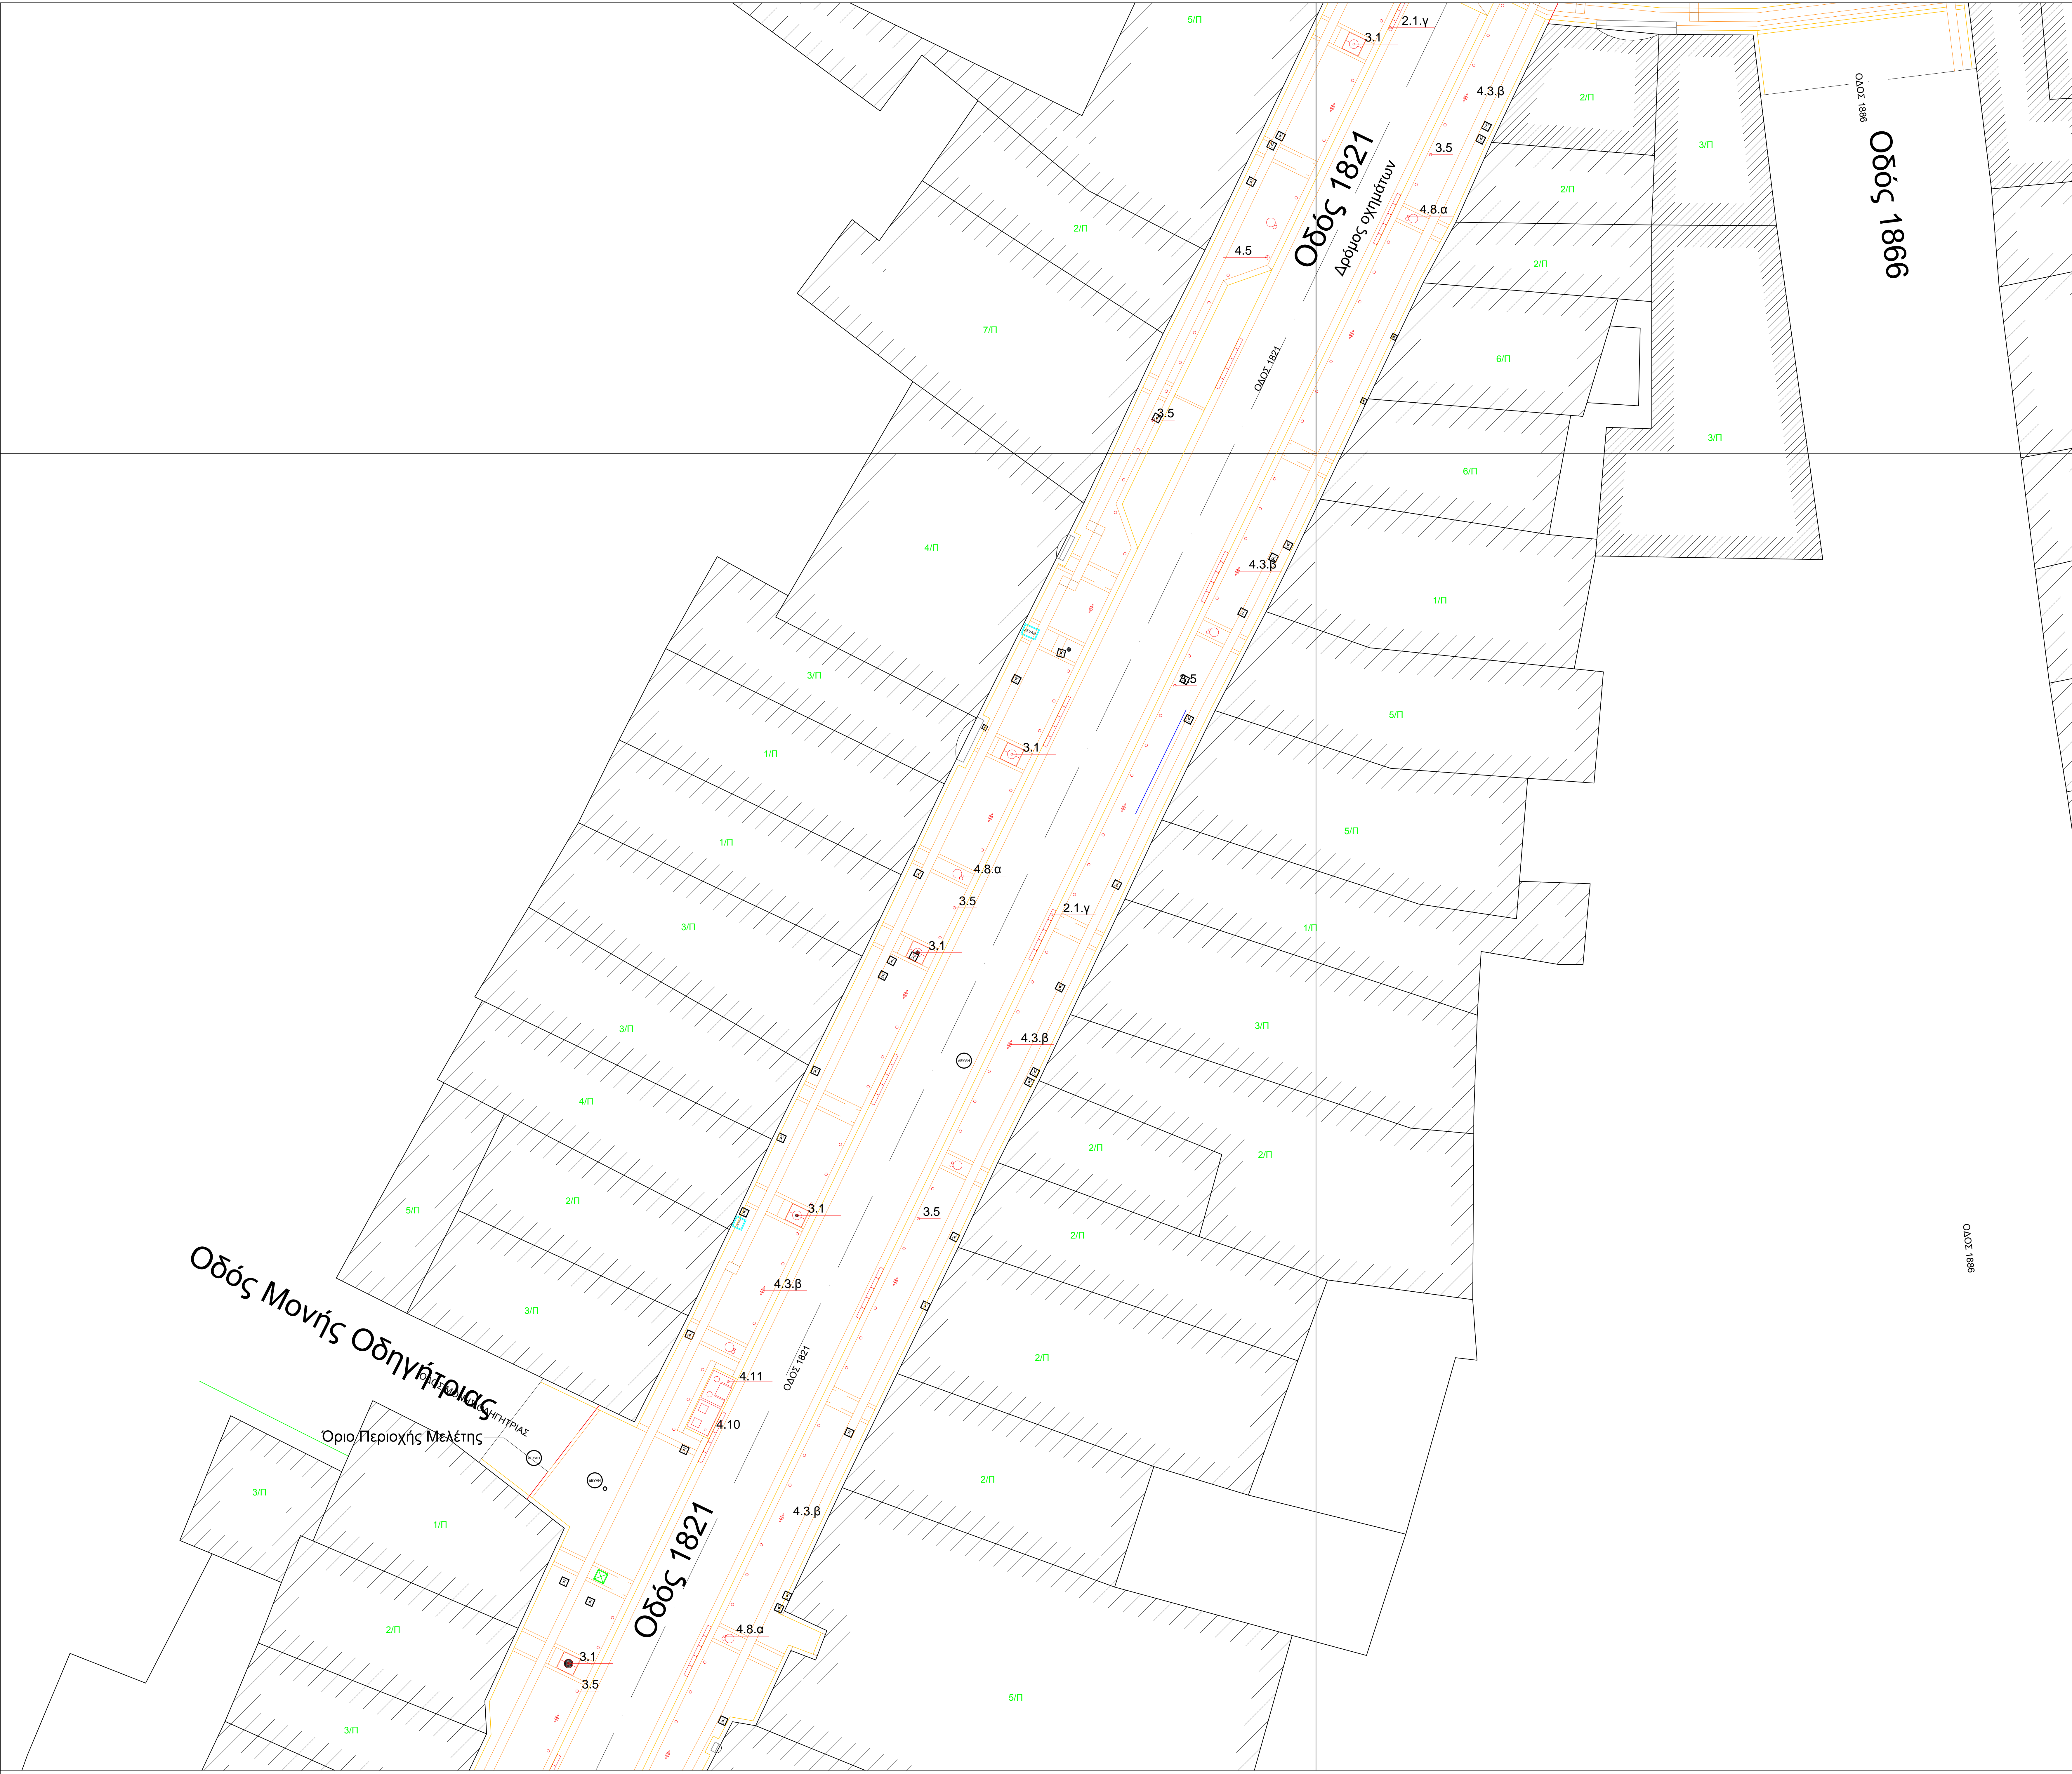 5/Π
2.1.γ
3.1
4.3.β
2/Π
ΟΔΟΣ 1886
3.5
3/Π
Οδός 1821
Δρόμος οχημάτων
Οδός 1866
2/Π
4.8.α
2/Π
4.5
2/Π
7/Π
ΟΔΟΣ 1821
6/Π
3.5
3/Π
6/Π
4/Π
4.3.β
1/Π
3/Π
3.5
5/Π
3.1
1/Π
5/Π
1/Π
4.8.α
3.5
2.1.γ
3/Π
1/Π
3.1
3/Π
3/Π
4.3.β
4/Π
2/Π
2/Π
2/Π
5/Π
3.1
3.5
2/Π
ΟΔΟΣ 1886
Οδός Μονής Οδηγήτριας
4.3.β
3/Π
2/Π
ΟΔΟΣ 1821
4.11
ΟΔΟΣ ΜΟΝΗΣ ΟΔΗΓΗΤΡΙΑΣ
4.10
Όριο Περιοχής Μελέτης
2/Π
3/Π
4.3.β
1/Π
Οδός 1821
2/Π
4.8.α
3.1
3.5
5/Π
3/Π